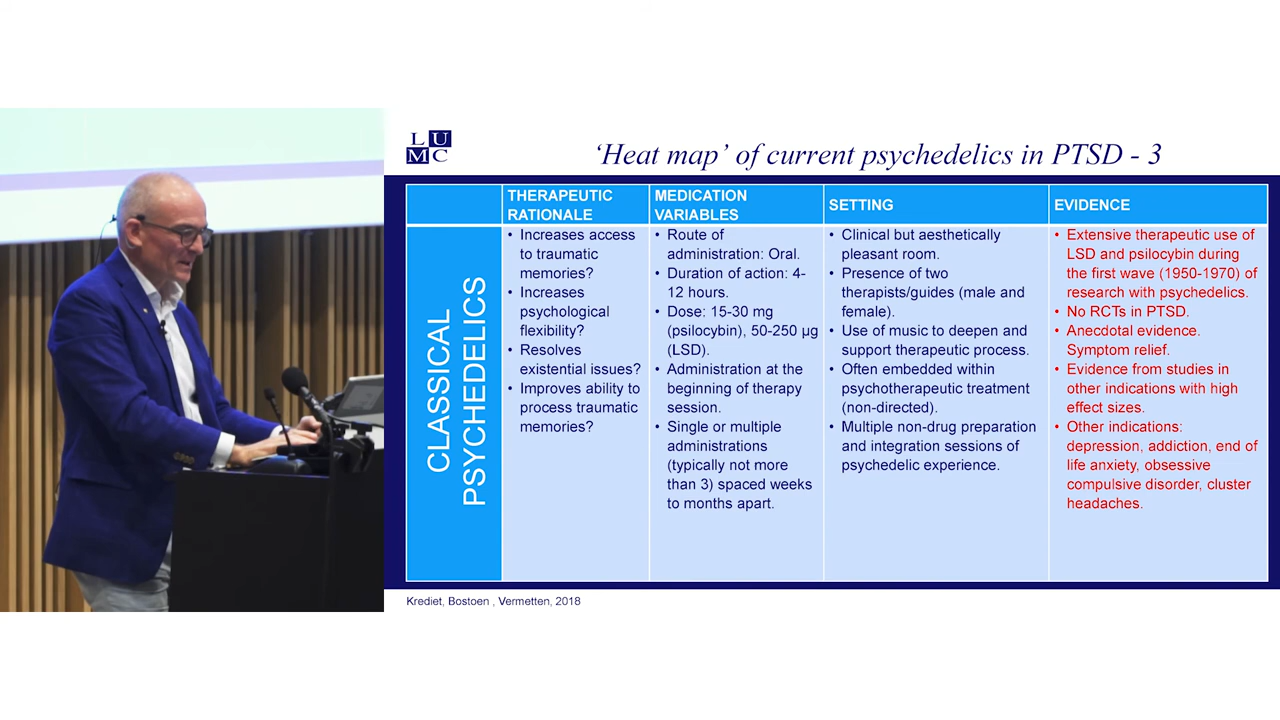 L U
M C
‘Heat map’ of current psychedelics in PTSD - 3
THERAPEUTIC
RATIONALE
MEDICATION
VARIABLES
SETTING
EVIDENCE
CLASSICAL
PSYCHEDELICS
• Increases access
to traumatic
memories?
• Increases
psychological
flexibility?
• Resolves
existential issues?
• Improves ability to
process traumatic
memories?
• Route of
administration: Oral.
• Duration of action: 4-
12 hours.
• Dose: 15-30 mg
(psilocybin), 50-250 µg
(LSD).
• Administration at the
beginning of therapy
session.
• Single or multiple
administrations
(typically not more
than 3) spaced weeks
to months apart.
• Clinical but aesthetically
pleasant room.
• Presence of two
therapists/guides (male and
female).
• Use of music to deepen and
support therapeutic process.
• Often embedded within
psychotherapeutic treatment
(non-directed).
• Multiple non-drug preparation
and integration sessions of
psychedelic experience.
• Extensive therapeutic use of
LSD and psilocybin during
the first wave (1950-1970) of
research with psychedelics.
• No RCTs in PTSD.
• Anecdotal evidence.
Symptom relief.
• Evidence from studies in
other indications with high
effect sizes.
• Other indications:
depression, addiction, end of
life anxiety, obsessive
compulsive disorder, cluster
headaches.
Krediet, Bostoen , Vermetten, 2018